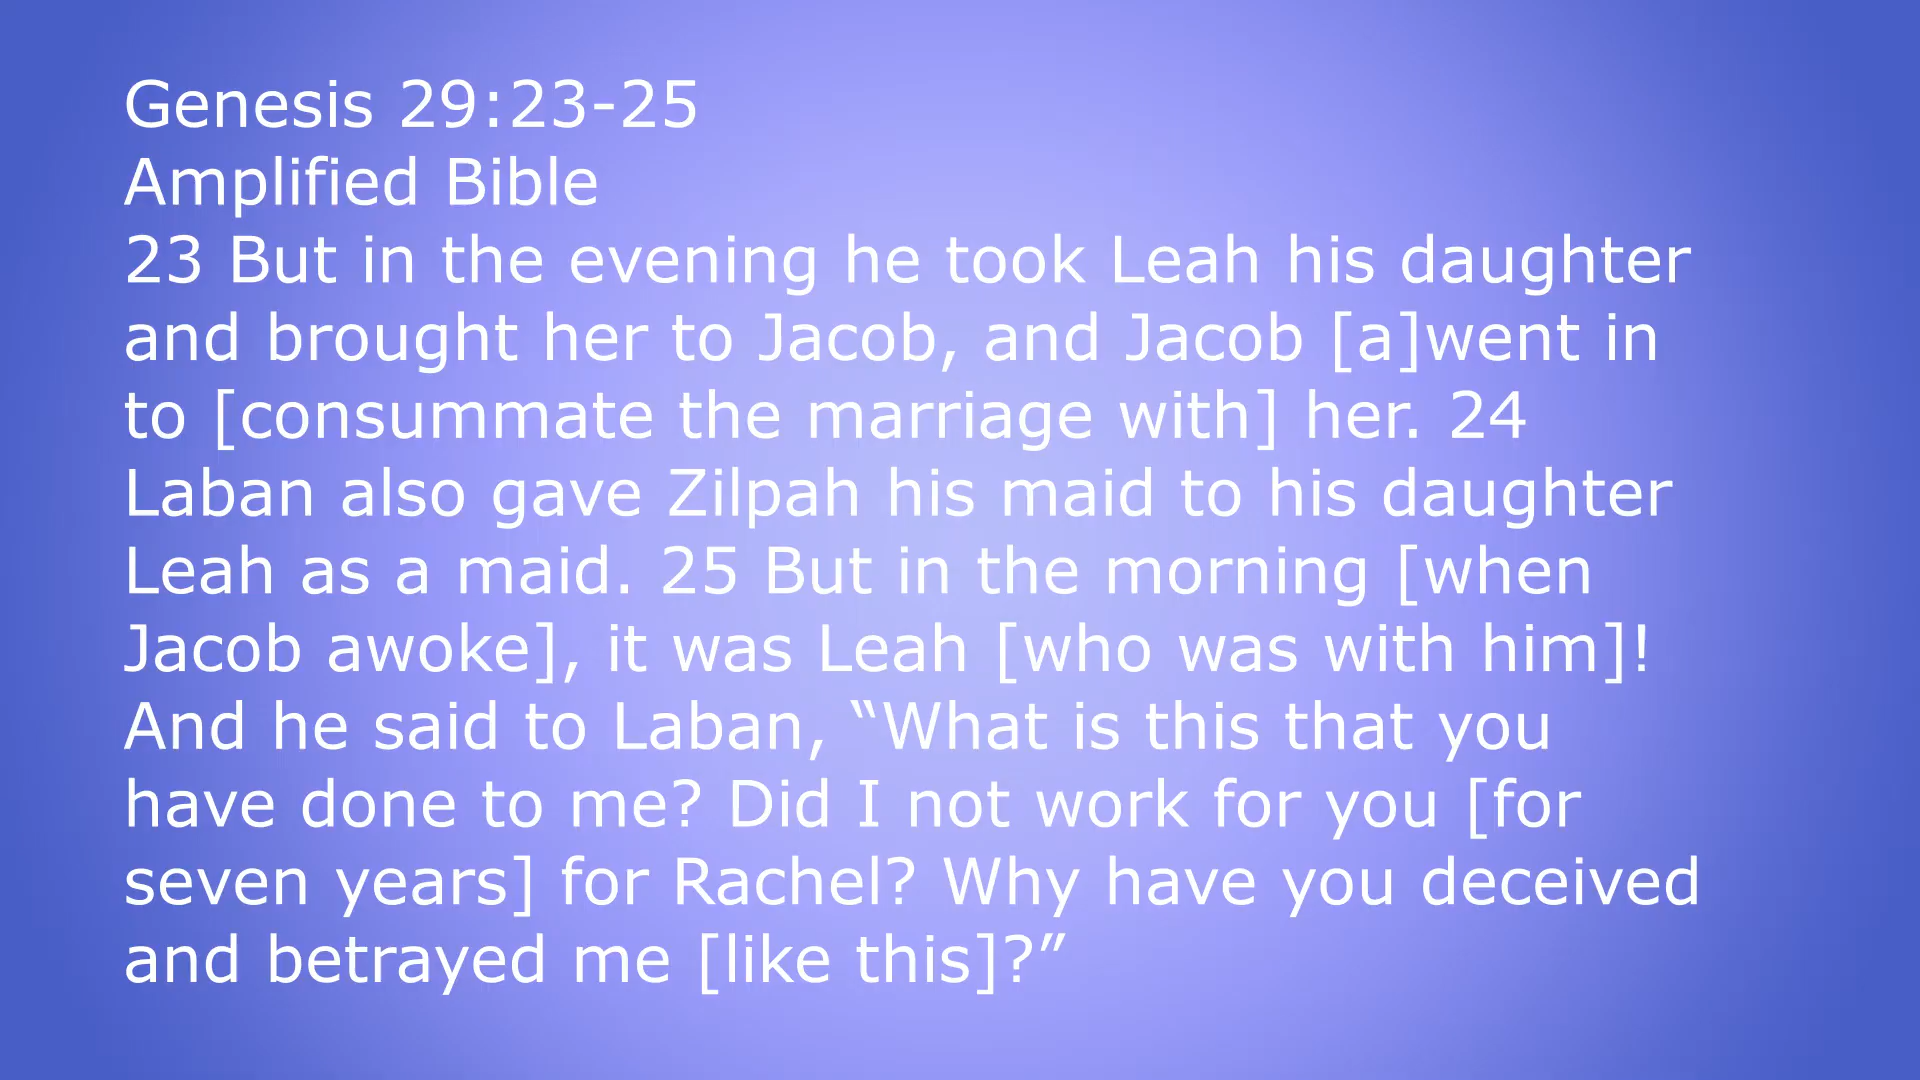 Genesis 29:23-25
Amplified Bible
23 But in the evening he took Leah his daughter
and brought her to Jacob, and Jacob [a]went in
to [consummate the marriage with] her. 24
Laban also gave Zilpah his maid to his daughter
Leah as a maid. 25 But in the morning [when
Jacob awoke], it was Leah [who was with him]!
And he said to Laban, “What is this that you
have done to me? Did I not work for you [for
seven years] for Rachel? Why have you deceived
and betrayed me [like this]?”